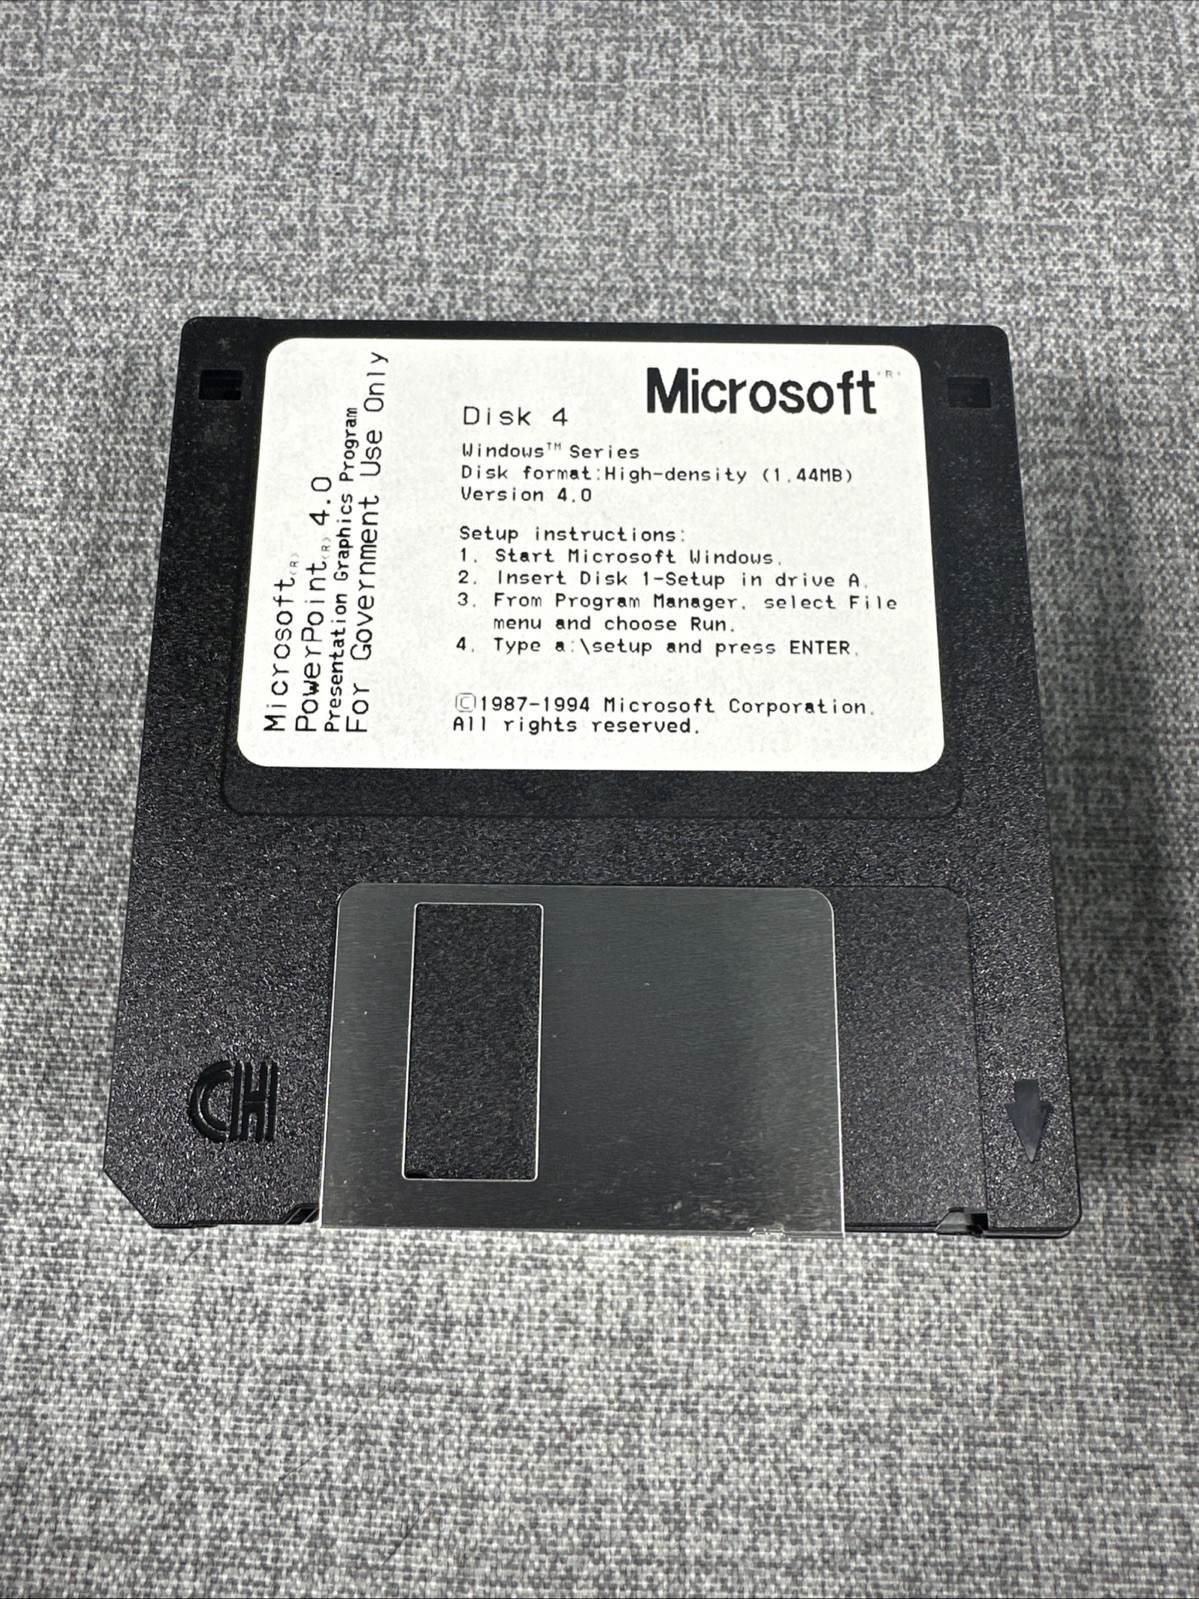 Microsoft(R)
PowerPoint(R) 4.0
Presentation Graphics Program
For Government Use Only
Microsoft(R)
Disk 4
Windows™ Series
Disk format:High-density (1.44MB)
Version 4.0
Setup instructions:
1. Start Microsoft Windows.
2. Insert Disk 1-Setup in drive A.
3. From Program Manager, select File
menu and choose Run.
4. Type a:\setup and press ENTER.
©1987-1994 Microsoft Corporation.
All rights reserved.
CH